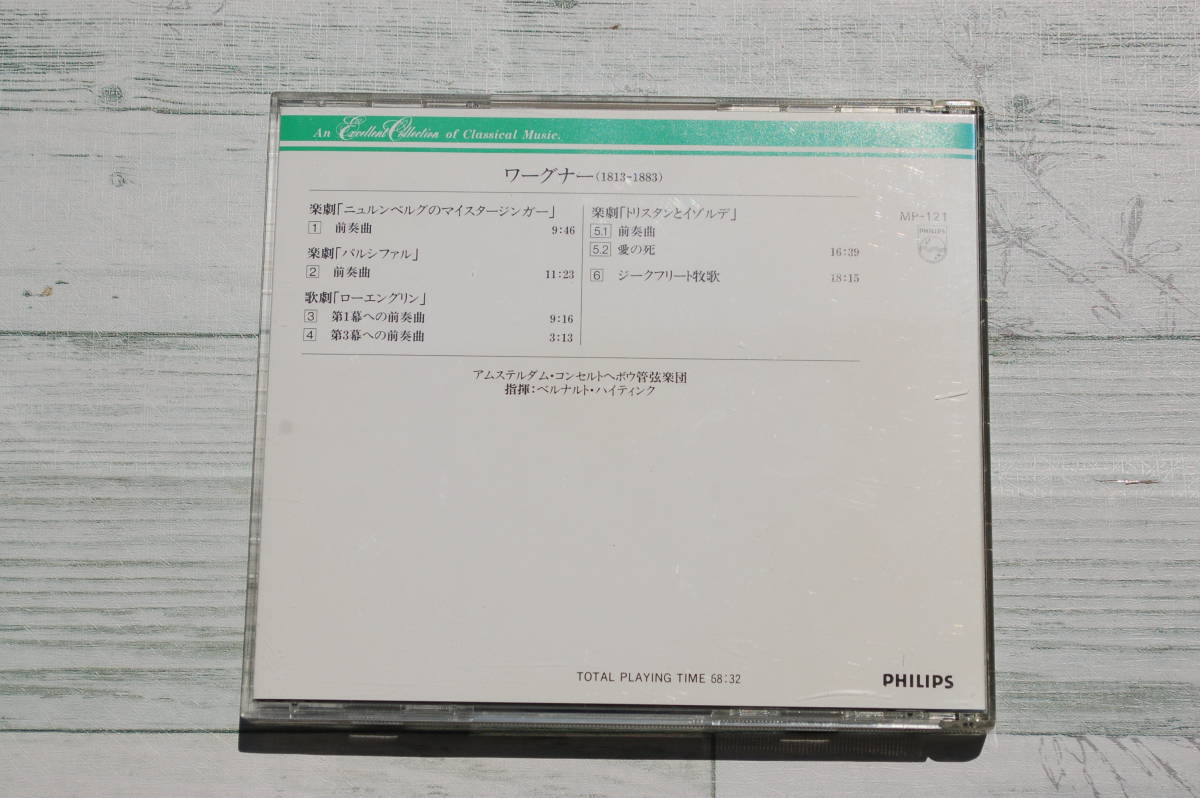 An Excellent Collection of Classical Music.
ワーグナー(1813-1883)
楽劇「ニュルンベルグのマイスタージンガー」
1 前奏曲 9:46
楽劇「パルシファル」
2 前奏曲 11:23
歌劇「ローエングリン」
3 第1幕への前奏曲 9:16
4 第3幕への前奏曲 3:13
楽劇「トリスタンとイゾルデ」
5.1 前奏曲
5.2 愛の死 16:39
6 ジークフリート牧歌 18:15
MP-121
PHILIPS
アムステルダム・コンセルトヘボウ管弦楽団
指揮:ベルナルト・ハイティンク
TOTAL PLAYING TIME 68:32
PHILIPS